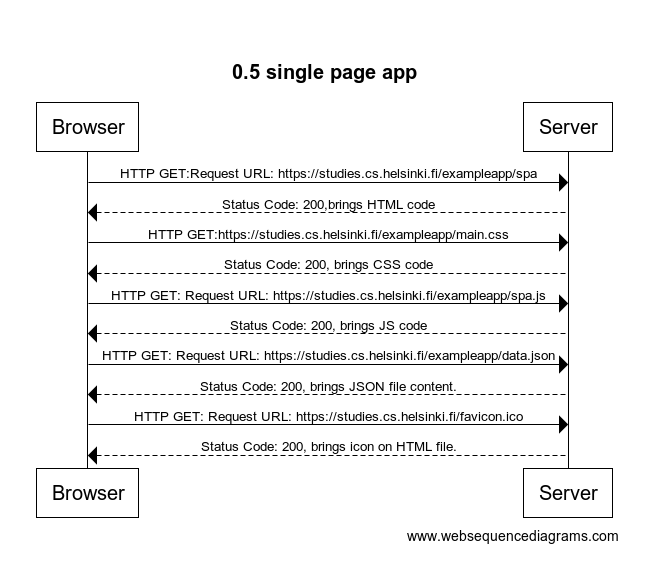 0.5 single page app
Browser
Server
HTTP GET:Request URL: https://studies.cs.helsinki.fi/exampleapp/spa
Status Code: 200,brings HTML code
HTTP GET:https://studies.cs.helsinki.fi/exampleapp/main.css
Status Code: 200, brings CSS code
HTTP GET: Request URL: https://studies.cs.helsinki.fi/exampleapp/spa.js
Status Code: 200, brings JS code
HTTP GET: Request URL: https://studies.cs.helsinki.fi/exampleapp/data.json
Status Code: 200, brings JSON file content.
HTTP GET: Request URL: https://studies.cs.helsinki.fi/favicon.ico
Status Code: 200, brings icon on HTML file.
Browser
Server
www.websequencediagrams.com